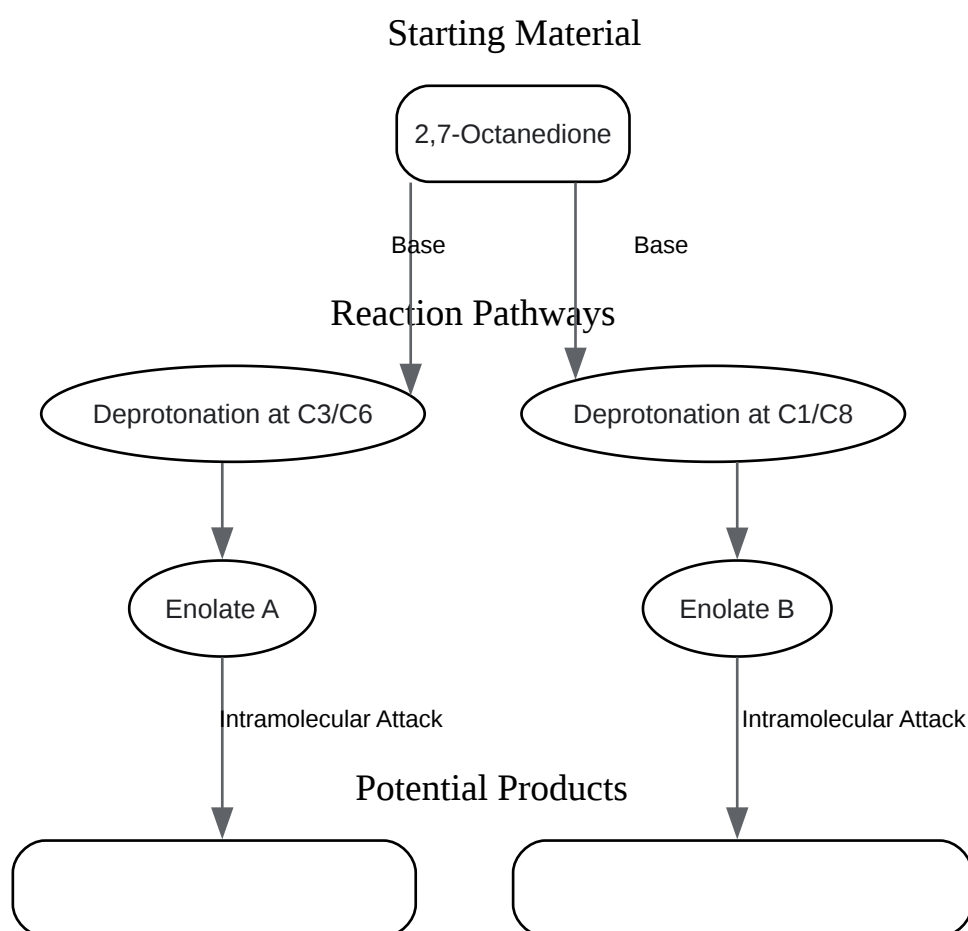 Starting Material
2,7-Octanedione
Base
Base
Reaction Pathways
Deprotonation at C3/C6
Deprotonation at C1/C8
Enolate A
Enolate B
Intramolecular Attack
Intramolecular Attack
Potential Products